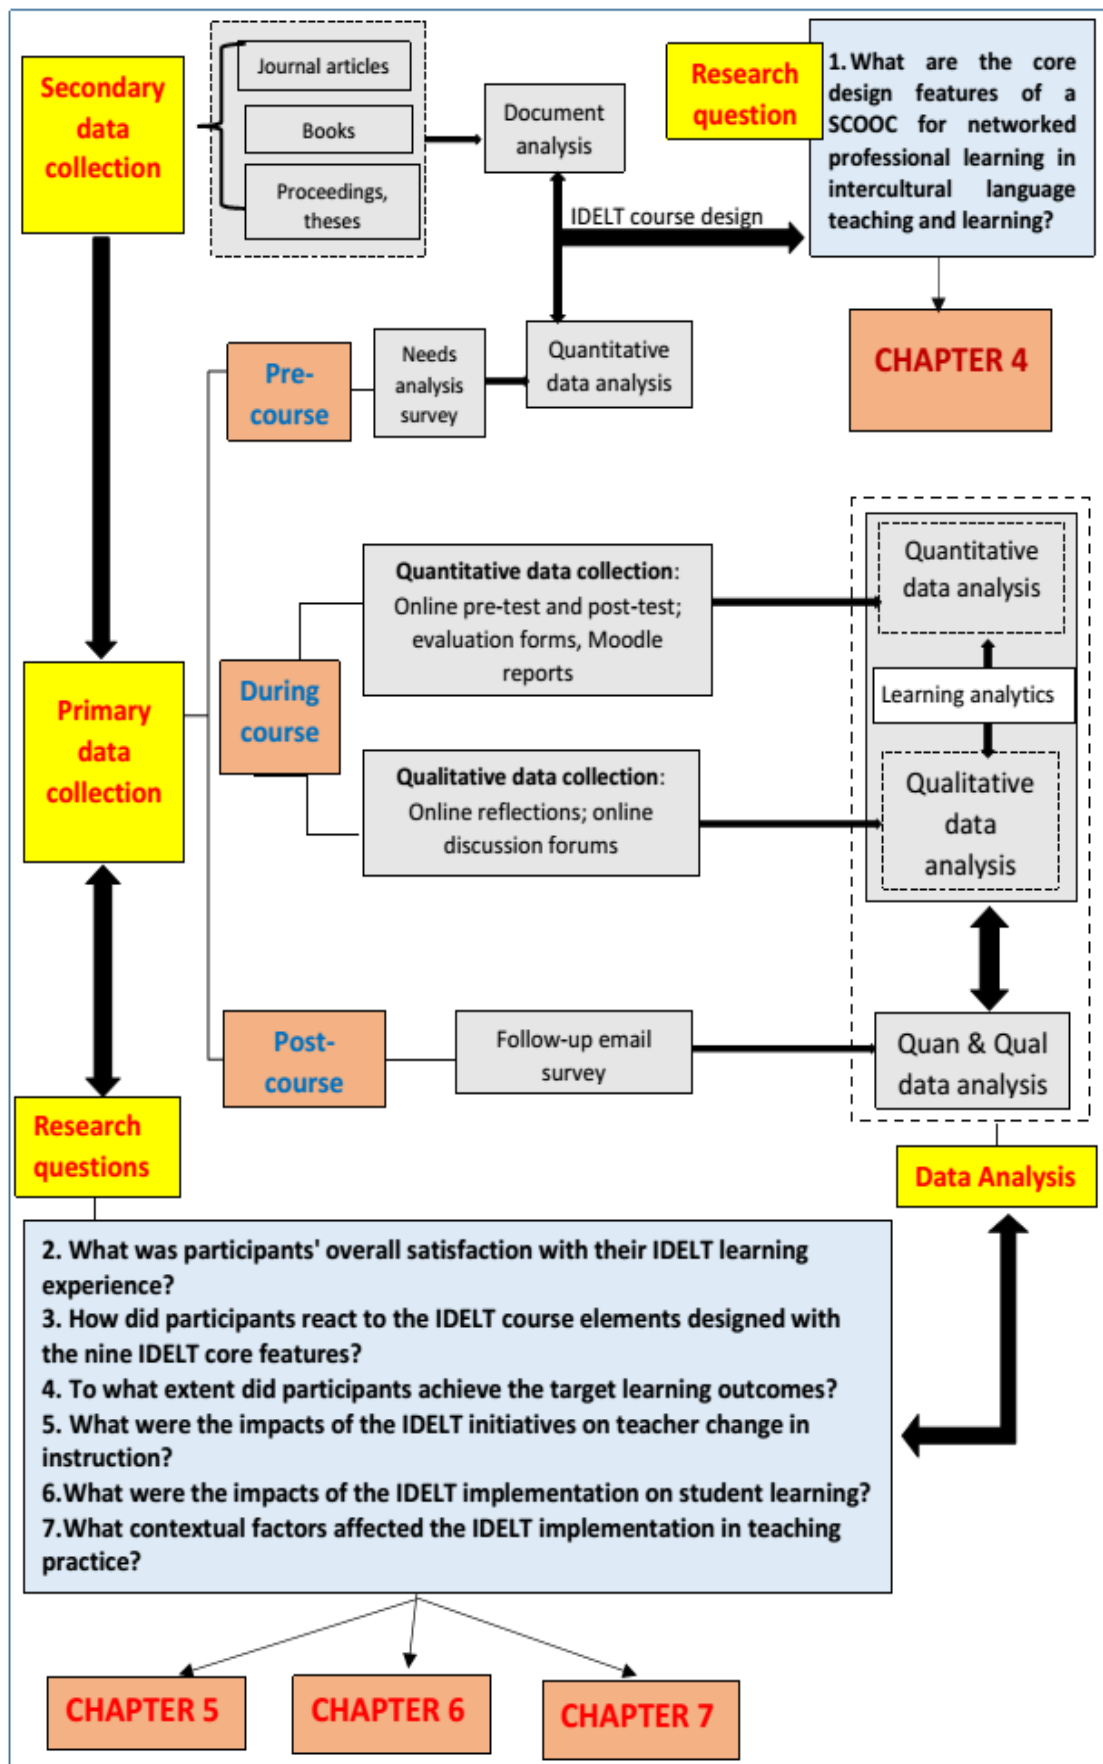 Secondary
data
collection
Journal articles
Books
Proceedings,
theses
Document
analysis
Research
question
1. What are the core
design features of a
SCOOC for networked
professional learning in
intercultural language
teaching and learning?
IDELT course design
CHAPTER 4
Pre-
course
Needs
analysis
survey
Quantitative
data analysis
Primary
data
collection
During
course
Quantitative data collection:
Online pre-test and post-test;
evaluation forms, Moodle
reports
Qualitative data collection:
Online reflections; online
discussion forums
Quantitative
data analysis
Learning analytics
Qualitative
data
analysis
Post-
course
Follow-up email
survey
Quan & Qual
data analysis
Data Analysis
Research
questions
2. What was participants' overall satisfaction with their IDELT learning
experience?
3. How did participants react to the IDELT course elements designed with
the nine IDELT core features?
4. To what extent did participants achieve the target learning outcomes?
5. What were the impacts of the IDELT initiatives on teacher change in
instruction?
6.What were the impacts of the IDELT implementation on student learning?
7.What contextual factors affected the IDELT implementation in teaching
practice?
CHAPTER 5
CHAPTER 6
CHAPTER 7